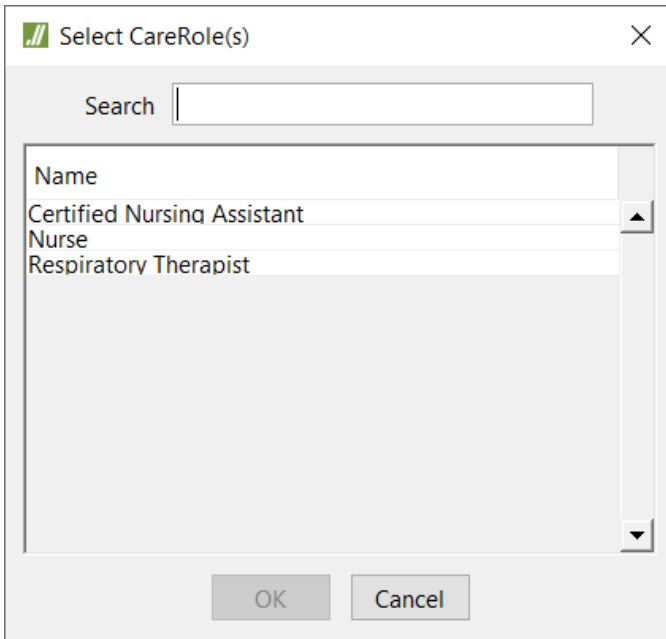 Select CareRole(s)
Search
Name
Certified Nursing Assistant
Nurse
Respiratory Therapist
OK Cancel